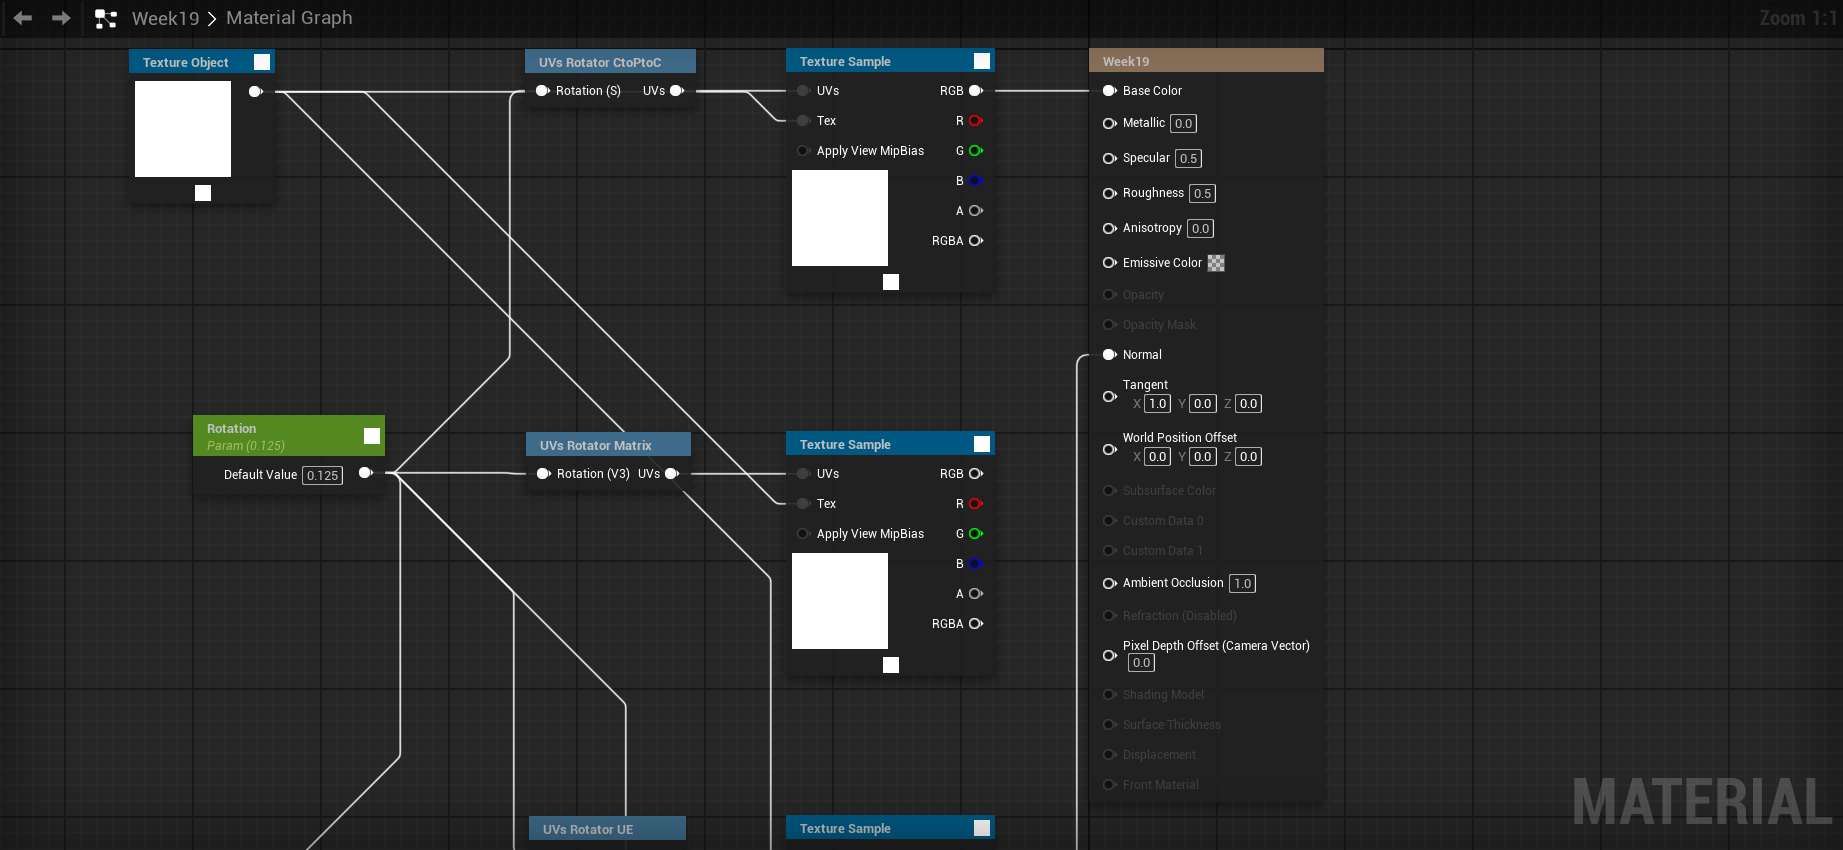 Week19 > Material Graph
Zoom 1:1
Texture Object
UVs Rotator CtoPtoC
Rotation (S) UVs
Texture Sample
UVs RGB
Tex R
Apply View MipBias G
B
A
RGBA
Rotation
Param (0.125)
Default Value 0.125
UVs Rotator Matrix
Rotation (V3) UVs
Texture Sample
UVs RGB
Tex R
Apply View MipBias G
B
A
RGBA
UVs Rotator UE
Texture Sample
Week19
Base Color
Metallic 0.0
Specular 0.5
Roughness 0.5
Anisotropy 0.0
Emissive Color
Opacity
Opacity Mask
Normal
Tangent
X 1.0 Y 0.0 Z 0.0
World Position Offset
X 0.0 Y 0.0 Z 0.0
Subsurface Color
Custom Data 0
Custom Data 1
Ambient Occlusion 1.0
Refraction (Disabled)
Pixel Depth Offset (Camera Vector)
0.0
Shading Model
Surface Thickness
Displacement
Front Material
MATERIAL